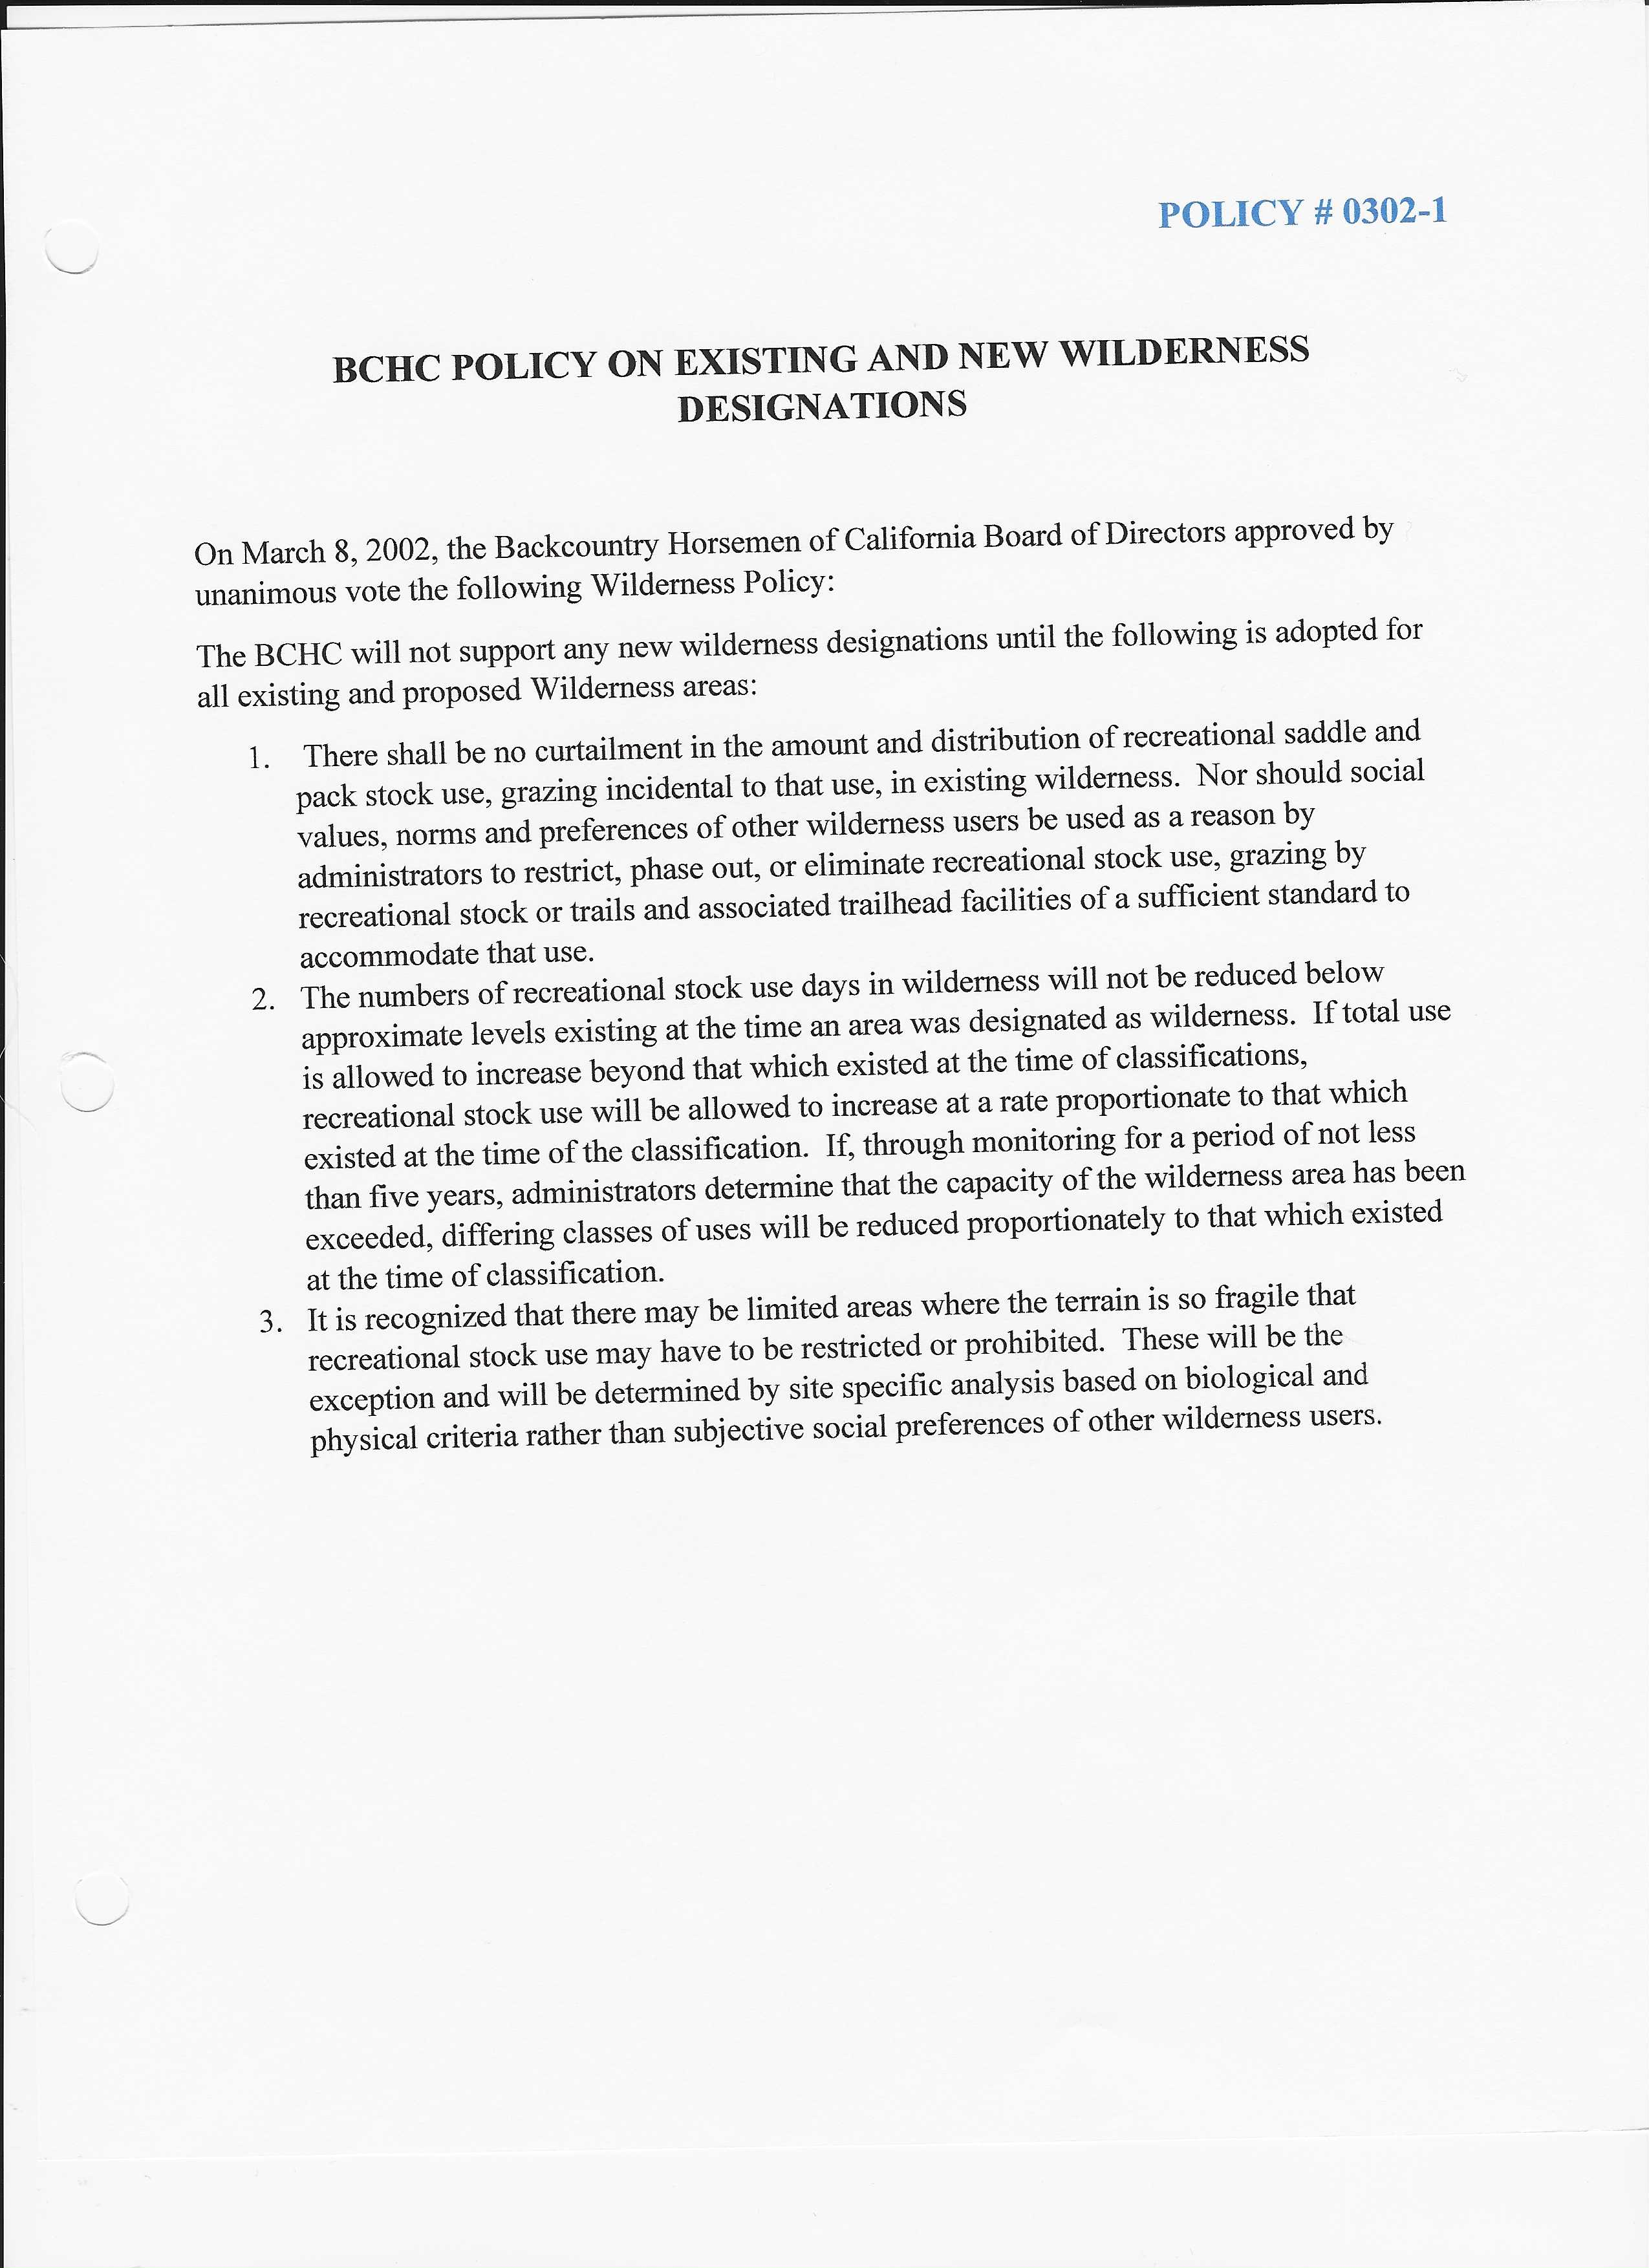 POLICY # 0302-1
BCHC POLICY ON EXISTING AND NEW WILDERNESS
DESIGNATIONS
On March 8, 2002, the Backcountry Horsemen of California Board of Directors approved by
unanimous vote the following Wilderness Policy:
The BCHC will not support any new wilderness designations until the following is adopted for
all existing and proposed Wilderness areas:
1. There shall be no curtailment in the amount and distribution of recreational saddle and
pack stock use, grazing incidental to that use, in existing wilderness. Nor should social
values, norms and preferences of other wilderness users be used as a reason by
administrators to restrict, phase out, or eliminate recreational stock use, grazing by
recreational stock or trails and associated trailhead facilities of a sufficient standard to
accommodate that use.
2. The numbers of recreational stock use days in wilderness will not be reduced below
approximate levels existing at the time an area was designated as wilderness. If total use
is allowed to increase beyond that which existed at the time of classifications,
recreational stock use will be allowed to increase at a rate proportionate to that which
existed at the time of the classification. If, through monitoring for a period of not less
than five years, administrators determine that the capacity of the wilderness area has been
exceeded, differing classes of uses will be reduced proportionately to that which existed
at the time of classification.
3. It is recognized that there may be limited areas where the terrain is so fragile that
recreational stock use may have to be restricted or prohibited. These will be the
exception and will be determined by site specific analysis based on biological and
physical criteria rather than subjective social preferences of other wilderness users.